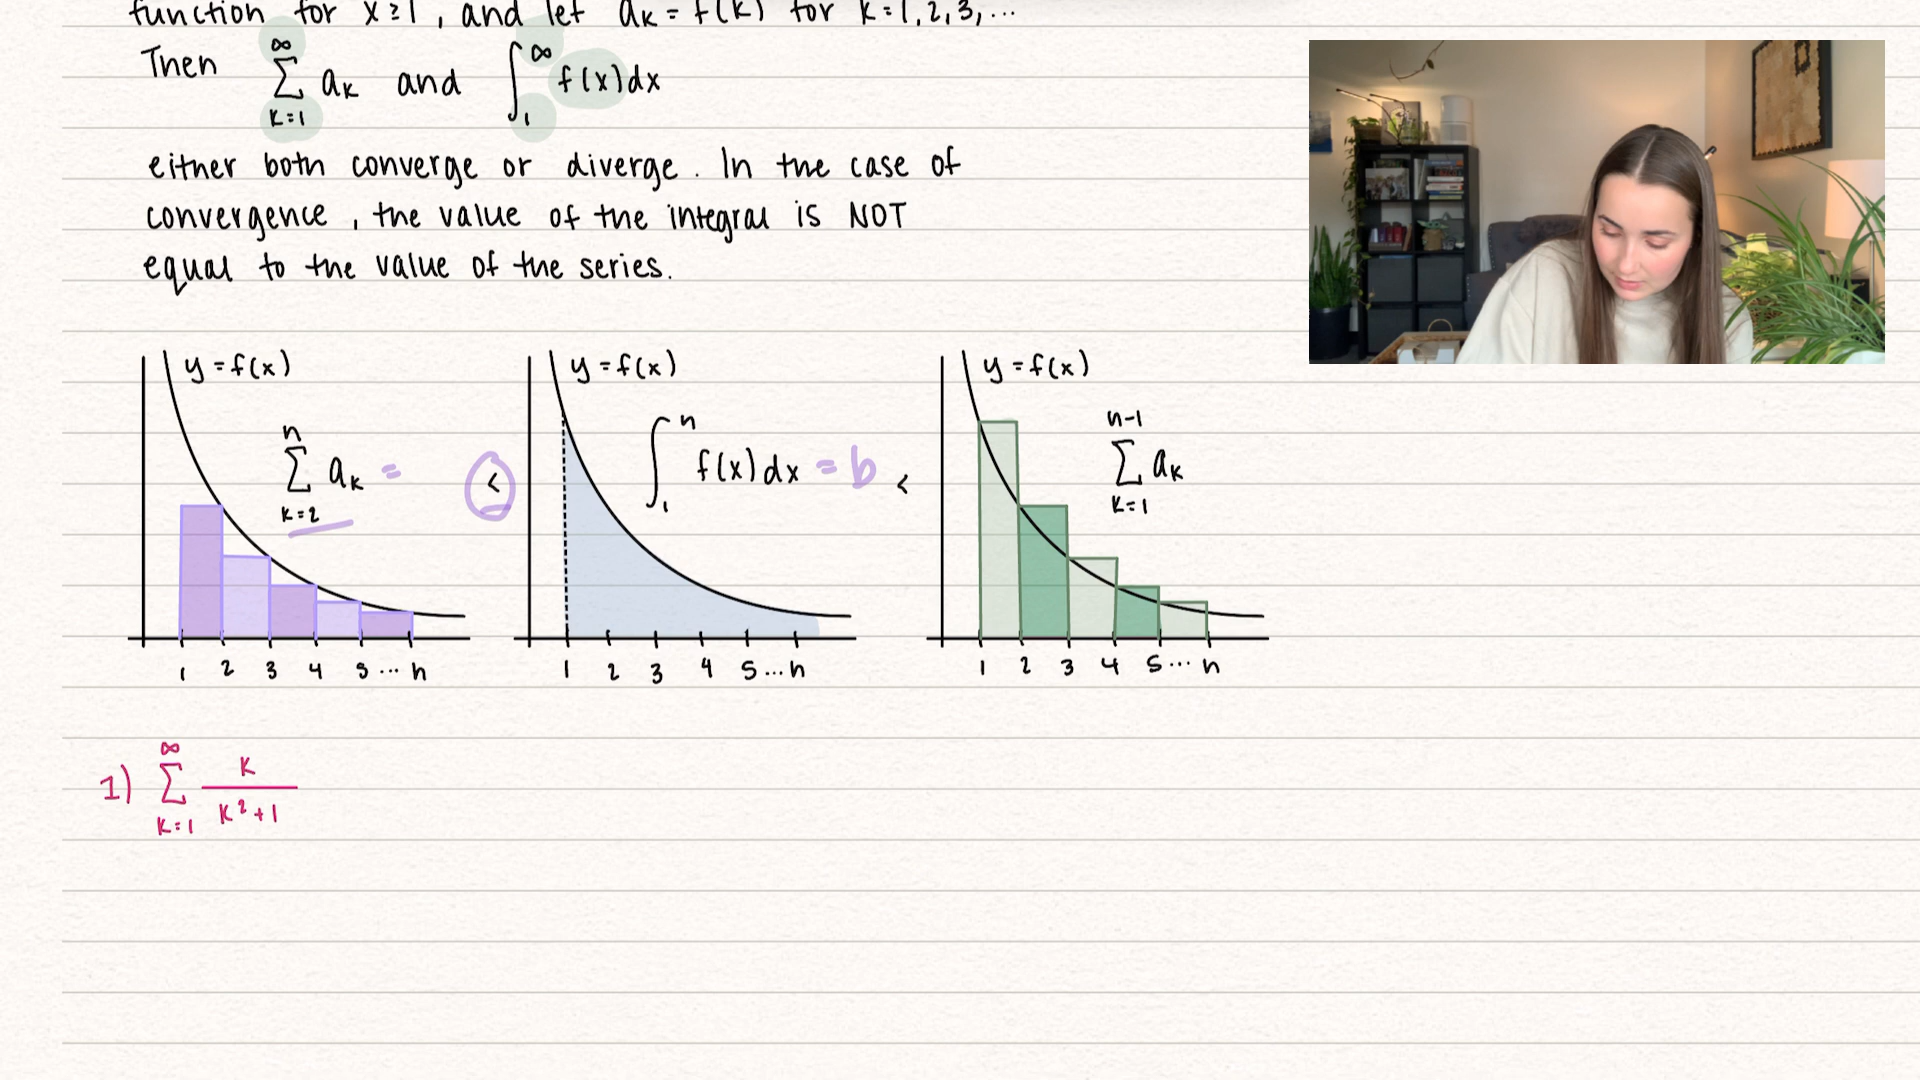 function for x ≥ 1, and let aₖ = f(k) for k = 1, 2, 3, ...
Then ∞ Σ k=1 aₖ and ∫₁^∞ f(x)dx
either both converge or diverge. In the case of
convergence, the value of the integral is NOT
equal to the value of the series.
y = f(x)
n Σ k=2 aₖ =
<
1 2 3 4 5 ... n
y = f(x)
∫₁ⁿ f(x)dx = b
<
1 2 3 4 5 ... n
y = f(x)
n-1 Σ k=1 aₖ
1 2 3 4 5 ... n
1) ∞ Σ k=1 k / k²+1